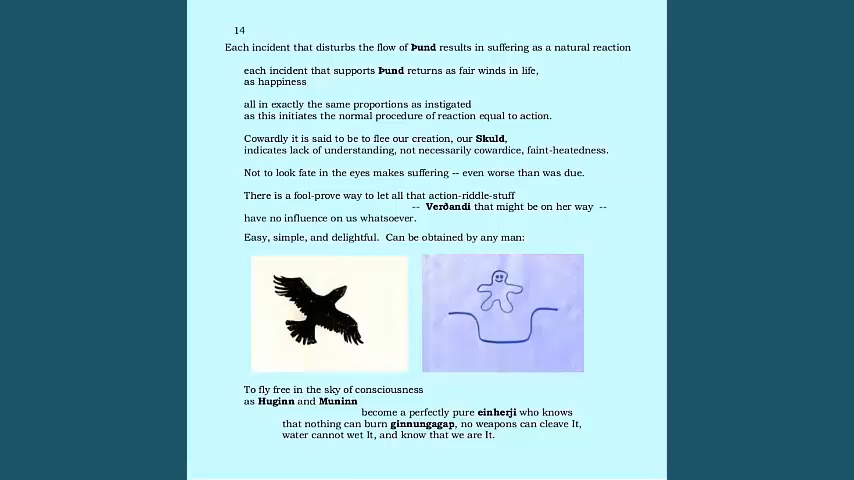 14
Each incident that disturbs the flow of Þund results in suffering as a natural reaction
each incident that supports Þund returns as fair winds in life,
as happiness
all in exactly the same proportions as instigated
as this initiates the normal procedure of reaction equal to action.
Cowardly it is said to be to flee our creation, our Skuld,
indicates lack of understanding, not necessarily cowardice, faint-heatedness.
Not to look fate in the eyes makes suffering -- even worse than was due.
There is a fool-prove way to let all that action-riddle-stuff
-- Verðandi that might be on her way --
have no influence on us whatsoever.
Easy, simple, and delightful. Can be obtained by any man:
To fly free in the sky of consciousness
as Huginn and Muninn
become a perfectly pure einherji who knows
that nothing can burn ginnungagap, no weapons can cleave It,
water cannot wet It, and know that we are It.